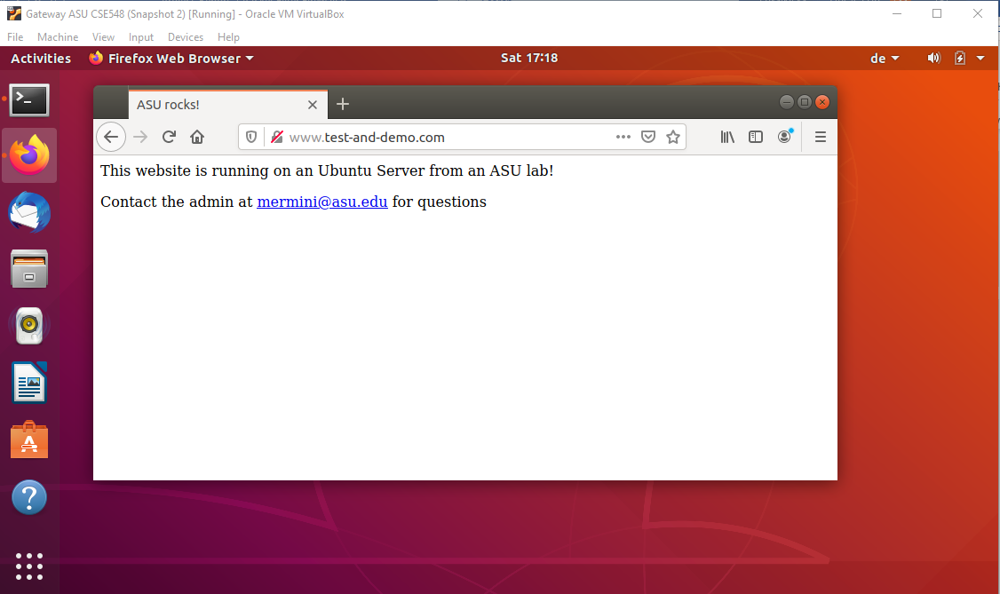 Gateway ASU CSE548 (Snapshot 2) [Running] - Oracle VM VirtualBox
File Machine View Input Devices Help
Activities Firefox Web Browser Sat 17:18 de
ASU rocks!
www.test-and-demo.com
This website is running on an Ubuntu Server from an ASU lab!
Contact the admin at mermini@asu.edu for questions